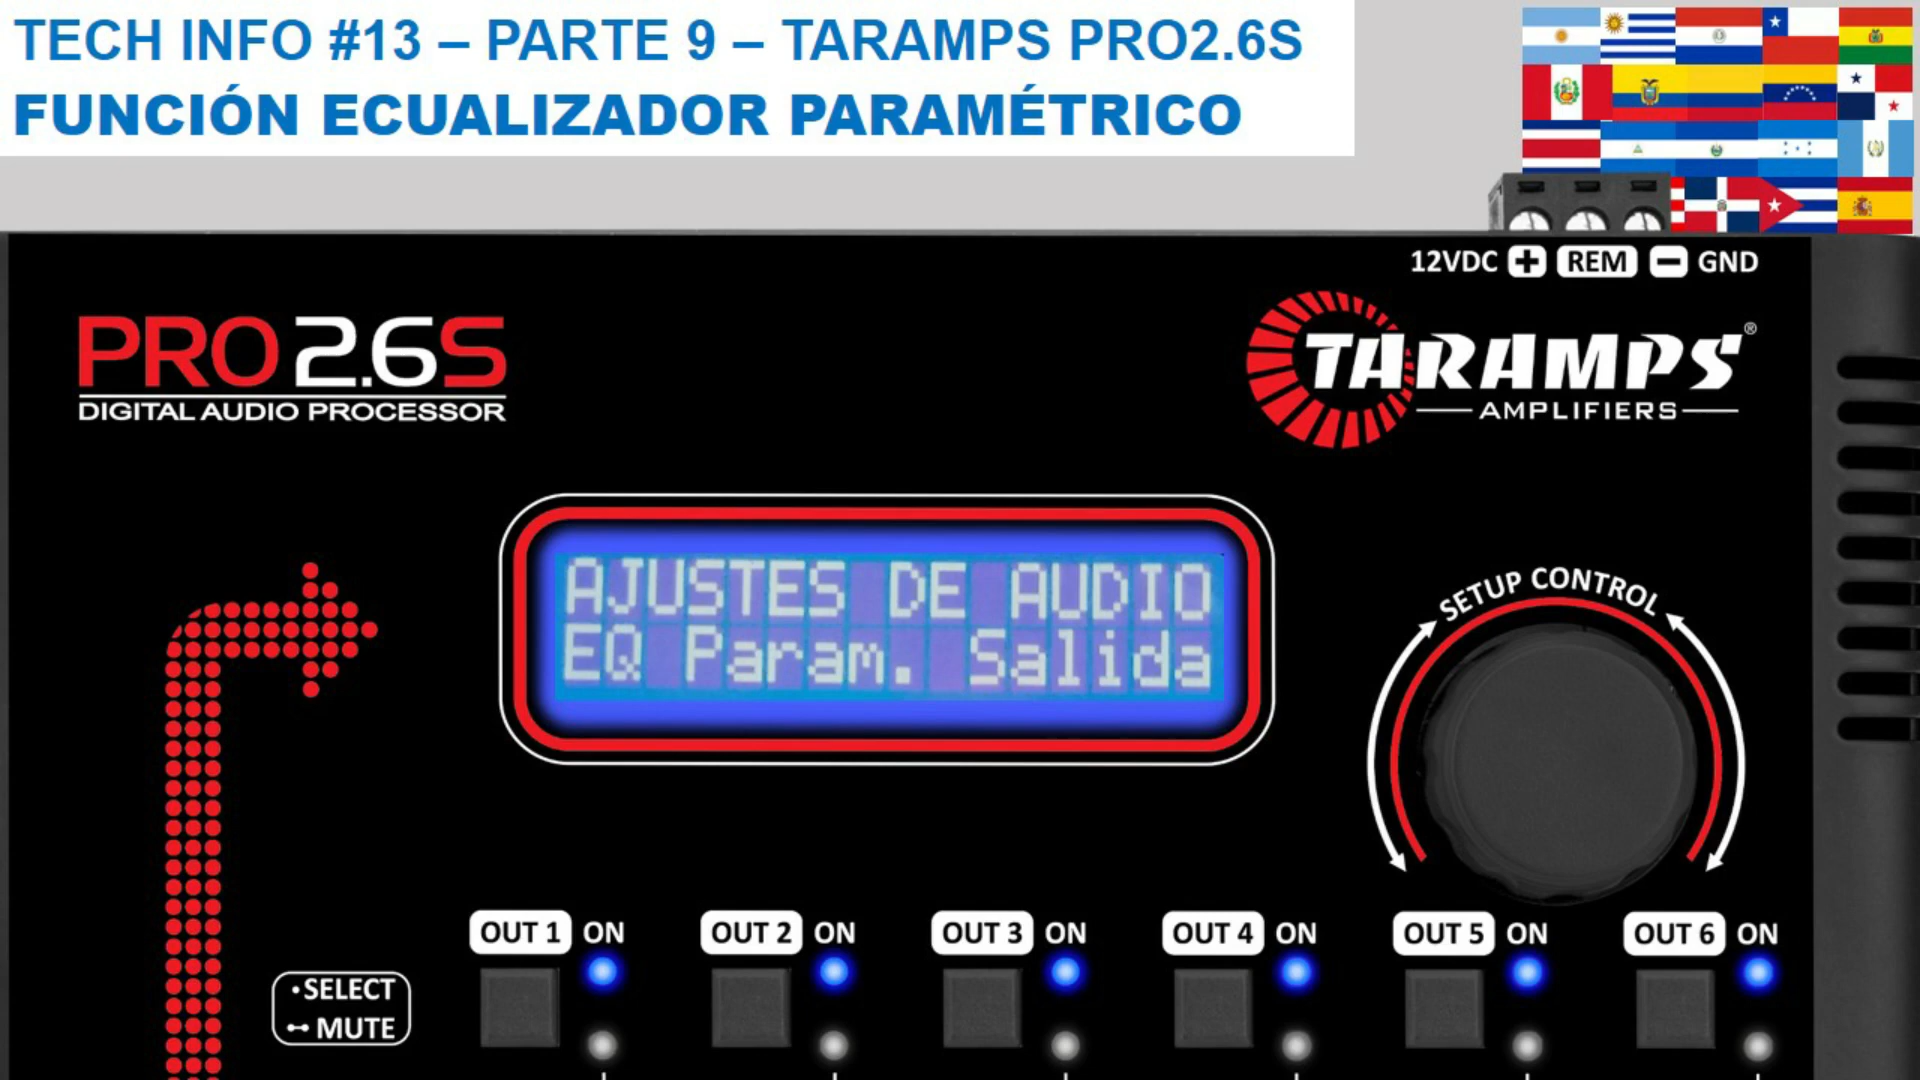 TECH INFO #13 – PARTE 9 – TARAMPS PRO2.6S
FUNCIÓN ECUALIZADOR PARAMÉTRICO
12VDC + REM − GND
PRO 2.6S
DIGITAL AUDIO PROCESSOR
TARAMPS®
AMPLIFIERS
AJUSTES DE AUDIO
EQ Param. Salida
SETUP CONTROL
OUT 1 ON OUT 2 ON OUT 3 ON OUT 4 ON OUT 5 ON OUT 6 ON
SELECT
MUTE